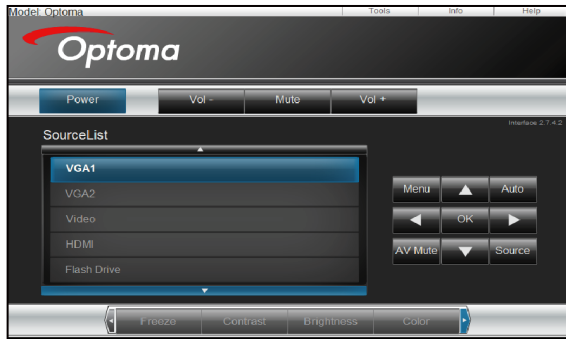 Model: Optoma
Tools Info Help
Optoma
Power Vol - Mute Vol +
Interface 2.7.4.2
SourceList
VGA1
VGA2
Video
HDMI
Flash Drive
Menu Auto
OK
AV Mute Source
Freeze Contrast Brightness Color